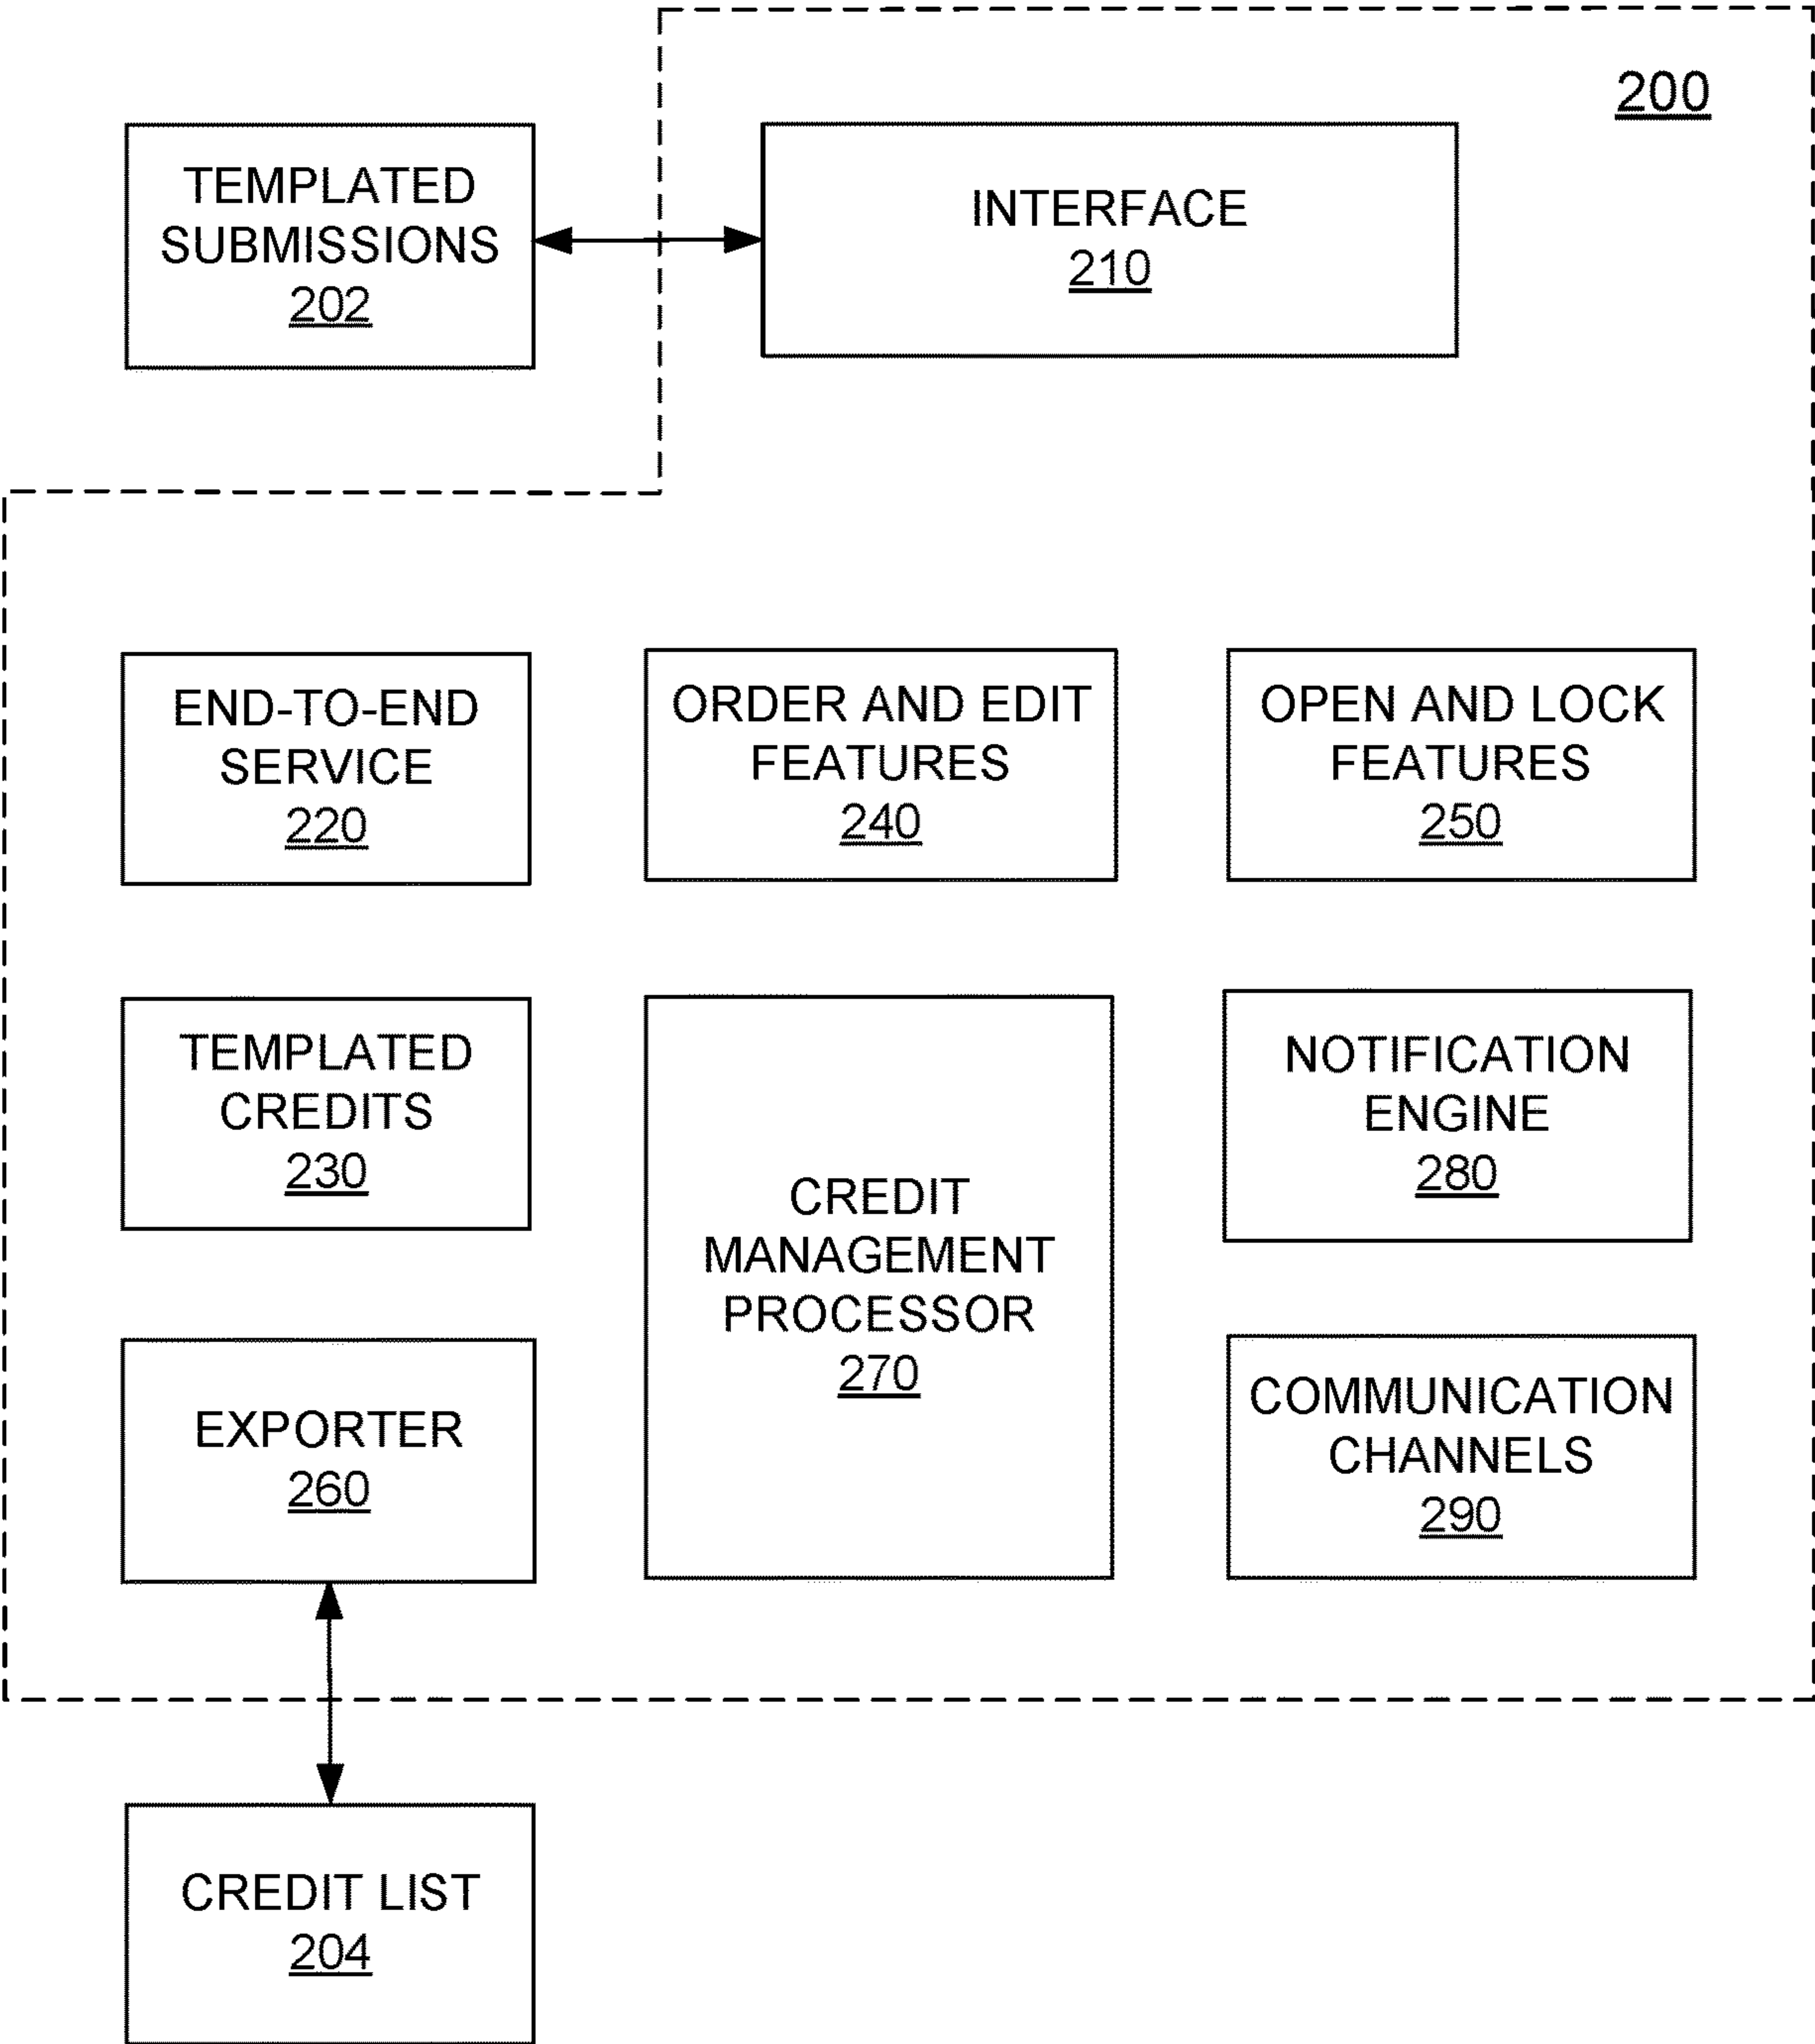 200
TEMPLATED
SUBMISSIONS
202
INTERFACE
210
END-TO-END
SERVICE
220
ORDER AND EDIT
FEATURES
240
OPEN AND LOCK
FEATURES
250
TEMPLATED
CREDITS
230
CREDIT
MANAGEMENT
PROCESSOR
270
NOTIFICATION
ENGINE
280
EXPORTER
260
COMMUNICATION
CHANNELS
290
CREDIT LIST
204